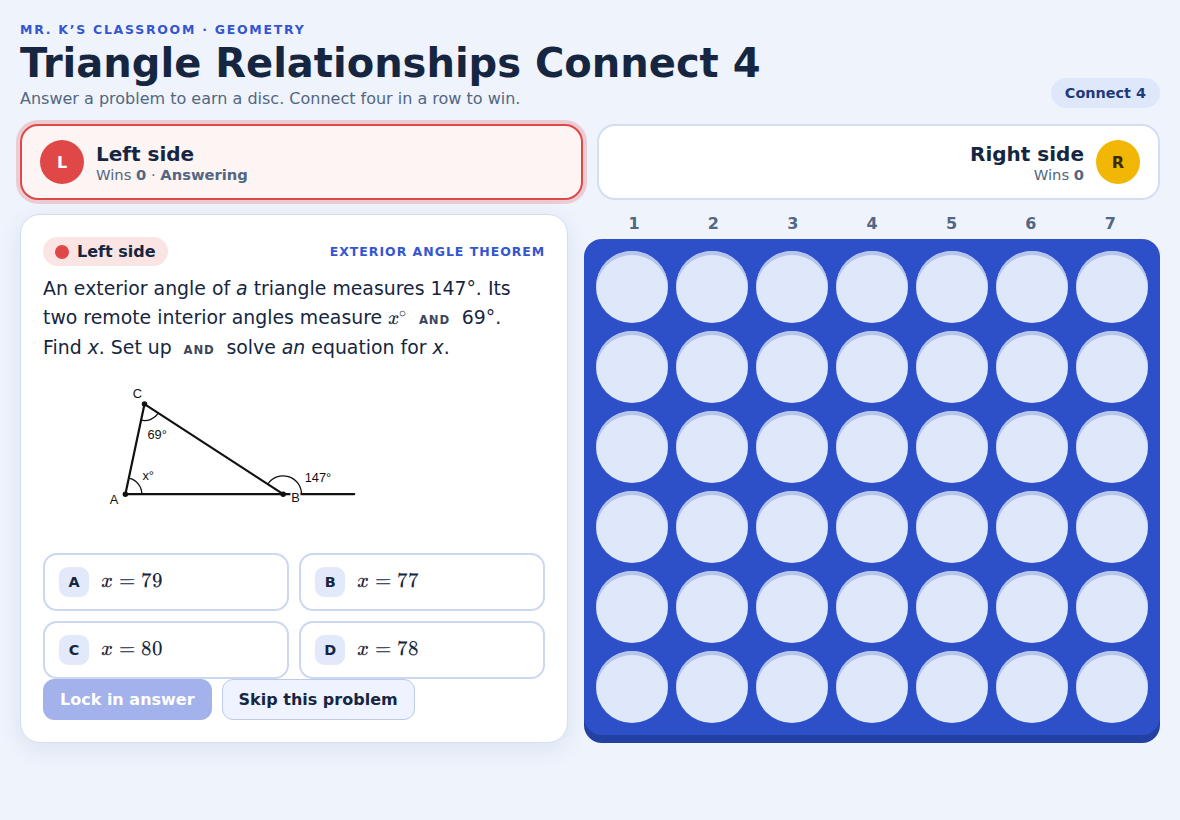 MR. K'S CLASSROOM · GEOMETRY
Triangle Relationships Connect 4
Answer a problem to earn a disc. Connect four in a row to win.
Connect 4
L
Left side
Wins 0 · Answering
Right side
Wins 0
R
Left side
EXTERIOR ANGLE THEOREM
An exterior angle of a triangle measures 147°. Its
two remote interior angles measure x° AND 69°.
Find x. Set up AND solve an equation for x.
C
69°
x°
147°
A
B
A x = 79
B x = 77
C x = 80
D x = 78
Lock in answer
Skip this problem
1 2 3 4 5 6 7